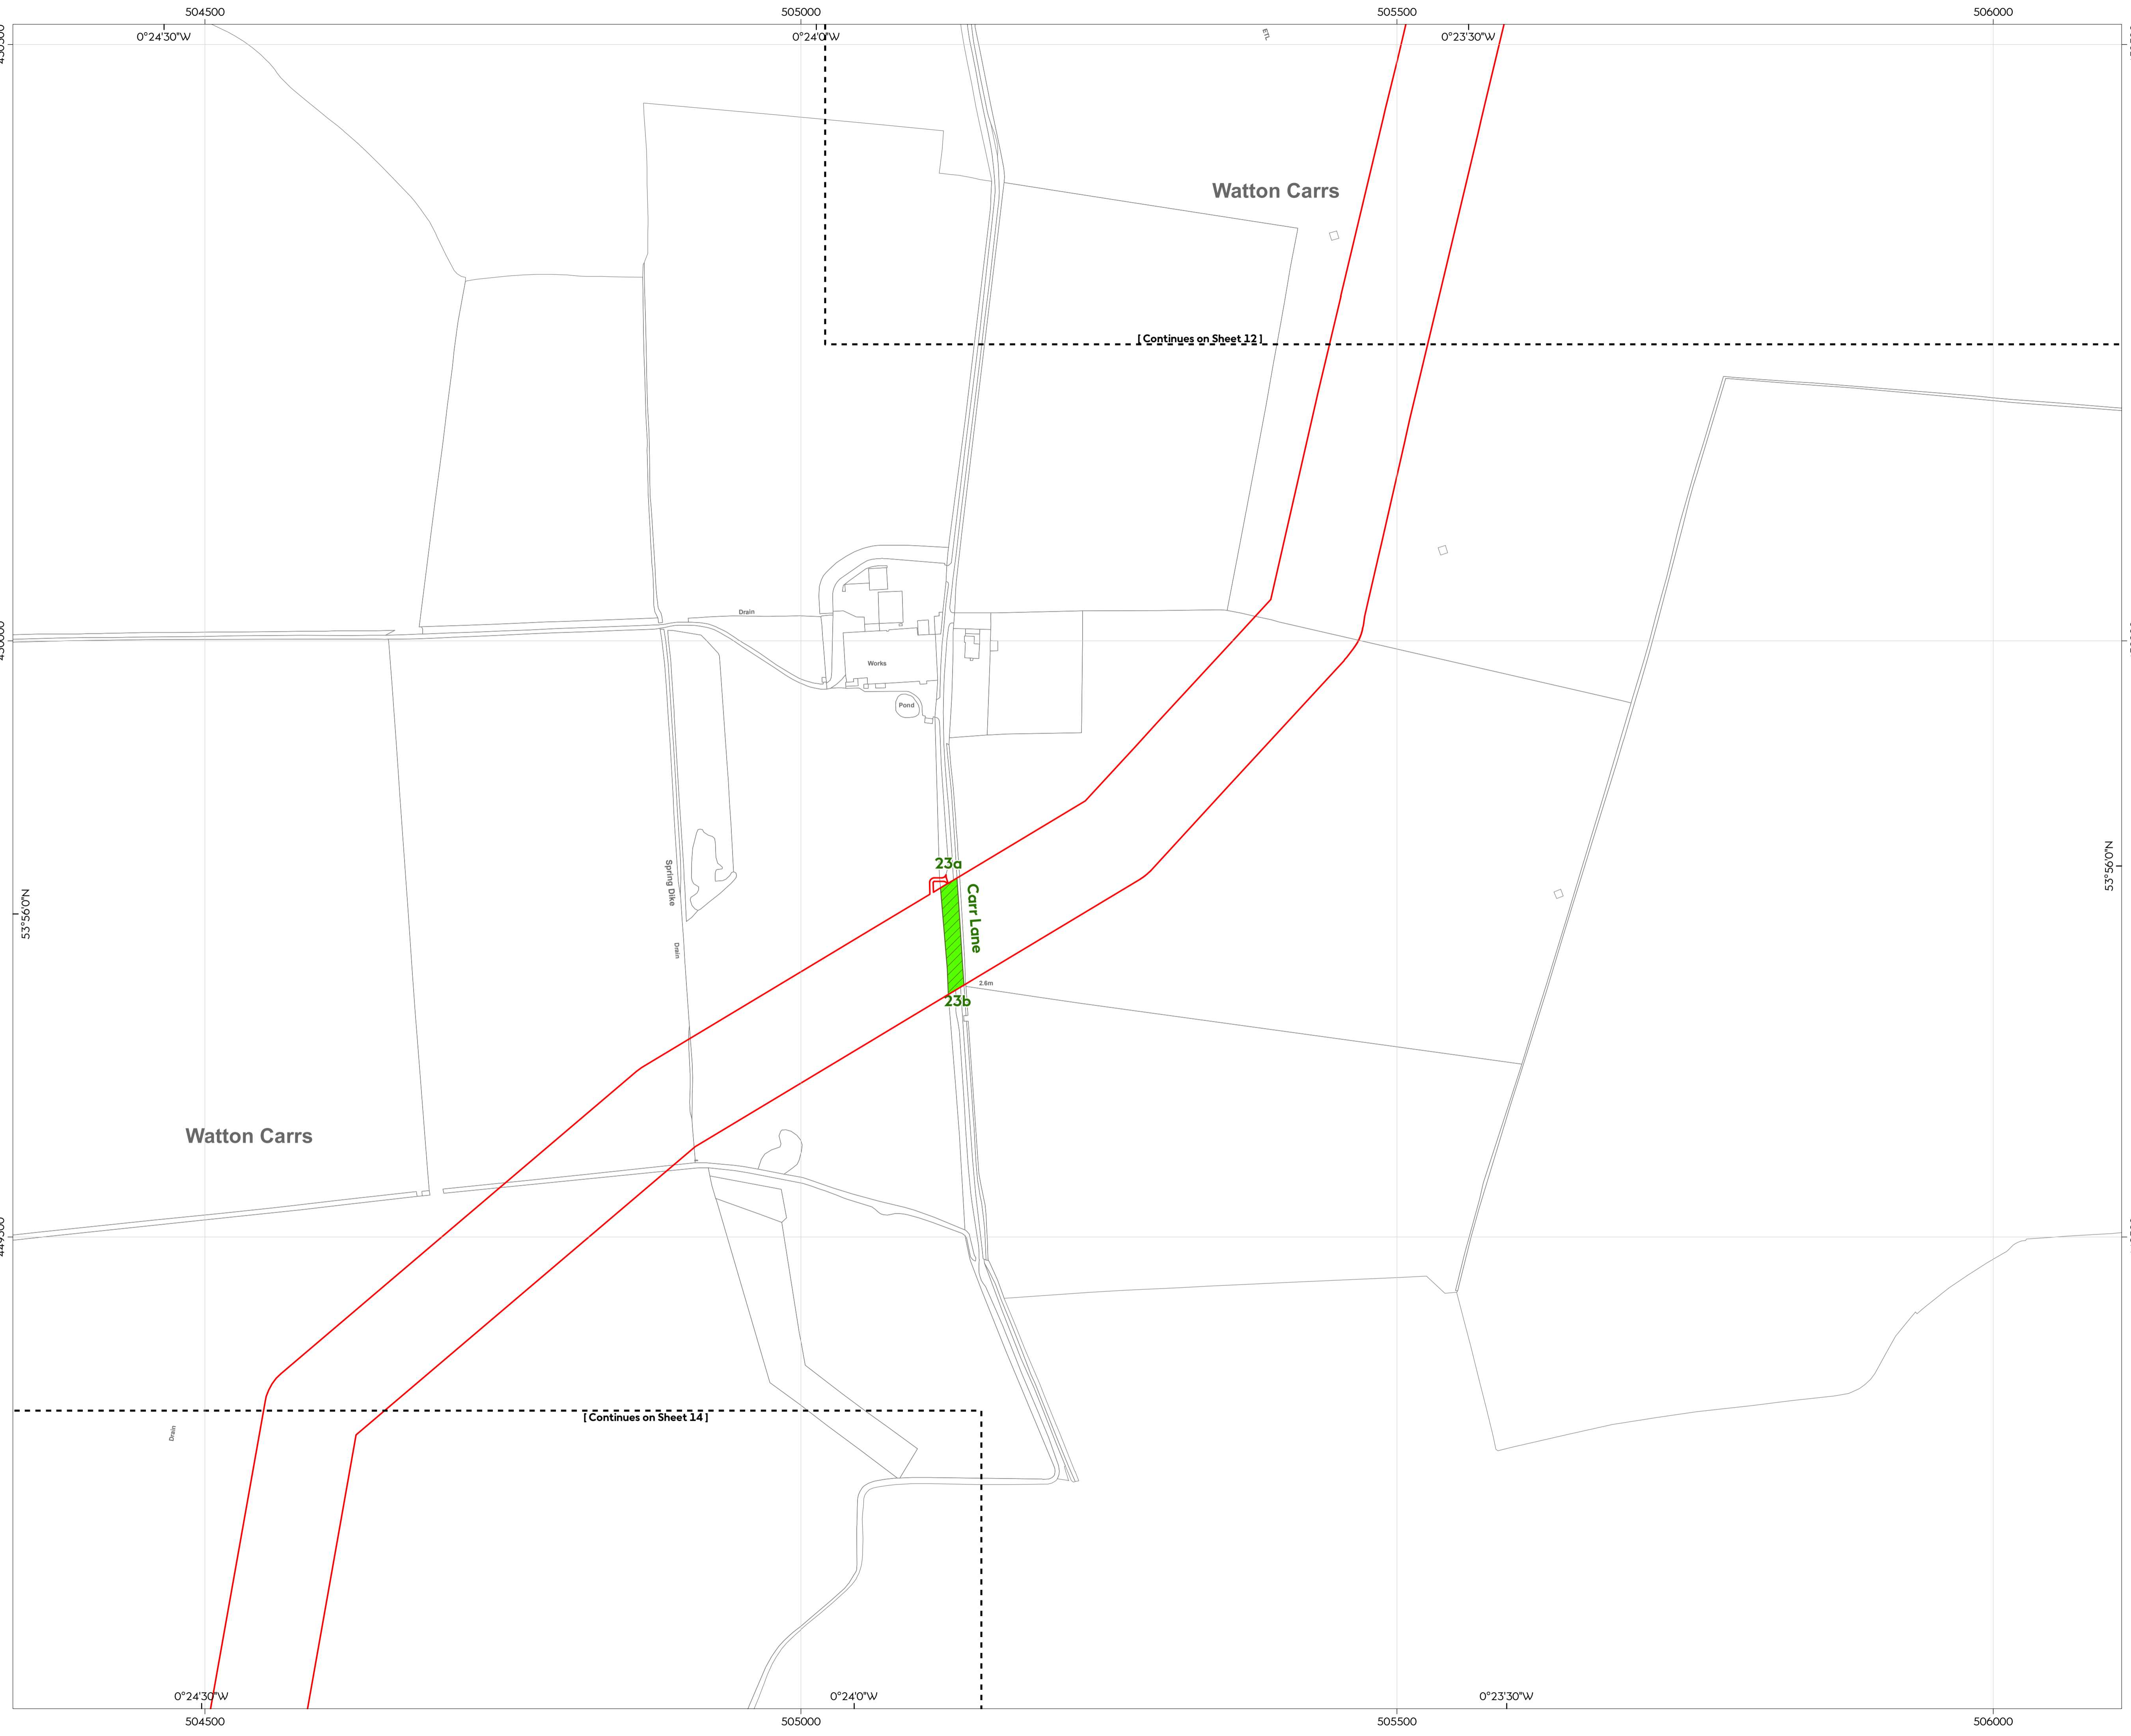 504500
505000
505500
506000
0°24'30"W
0°24'0"W
0°23'30"W
ETL
Watton Carrs
[ Continues on Sheet 12 ]
Drain
Works
Pond
23a
Carr Lane
Spring Dike
Drain
53°56'0"N
53°56'0"N
2.6m
23b
Watton Carrs
[ Continues on Sheet 14 ]
Drain
0°24'30"W
0°24'0"W
0°23'30"W
504500
505000
505500
506000